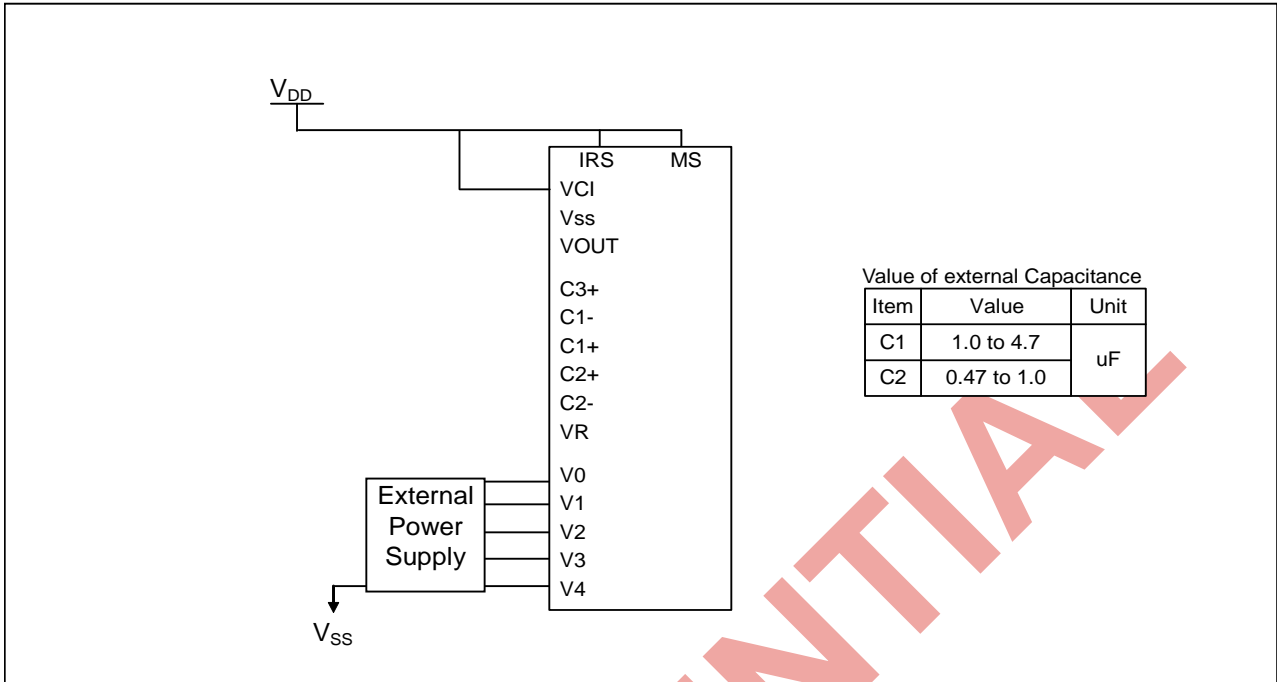 VDD
IRS MS
VCI
Vss
VOUT
C3+
C1-
C1+
C2+
C2-
VR
V0
V1
V2
V3
V4
External
Power
Supply
VSS
Value of external Capacitance
Item Value Unit
C1 1.0 to 4.7 uF
C2 0.47 to 1.0
NTIAL